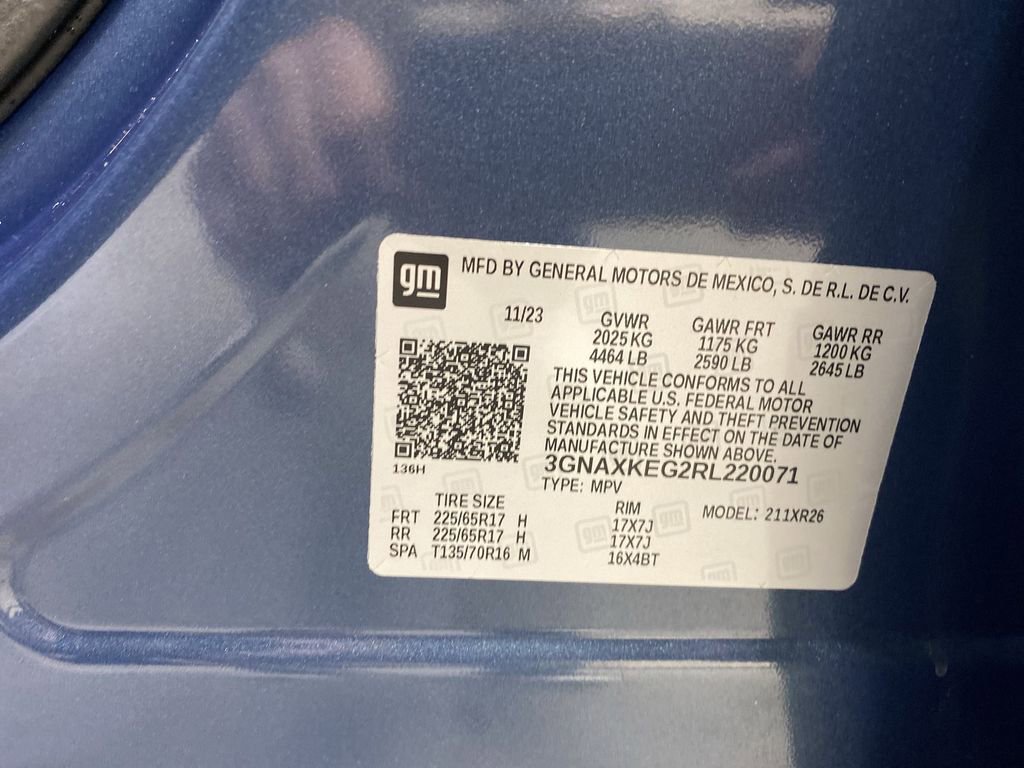 gm MFD BY GENERAL MOTORS DE MEXICO, S. DE R.L. DE C.V.
11/23 GVWR GAWR FRT GAWR RR
2025 KG 1175 KG 1200 KG
4464 LB 2590 LB 2645 LB
THIS VEHICLE CONFORMS TO ALL
APPLICABLE U.S. FEDERAL MOTOR
VEHICLE SAFETY AND THEFT PREVENTION
STANDARDS IN EFFECT ON THE DATE OF
MANUFACTURE SHOWN ABOVE.
136H 3GNAXKEG2RL220071
TYPE: MPV
TIRE SIZE RIM MODEL: 211XR26
FRT 225/65R17 H 17X7J
RR 225/65R17 H 17X7J
SPA T135/70R16 M 16X4BT